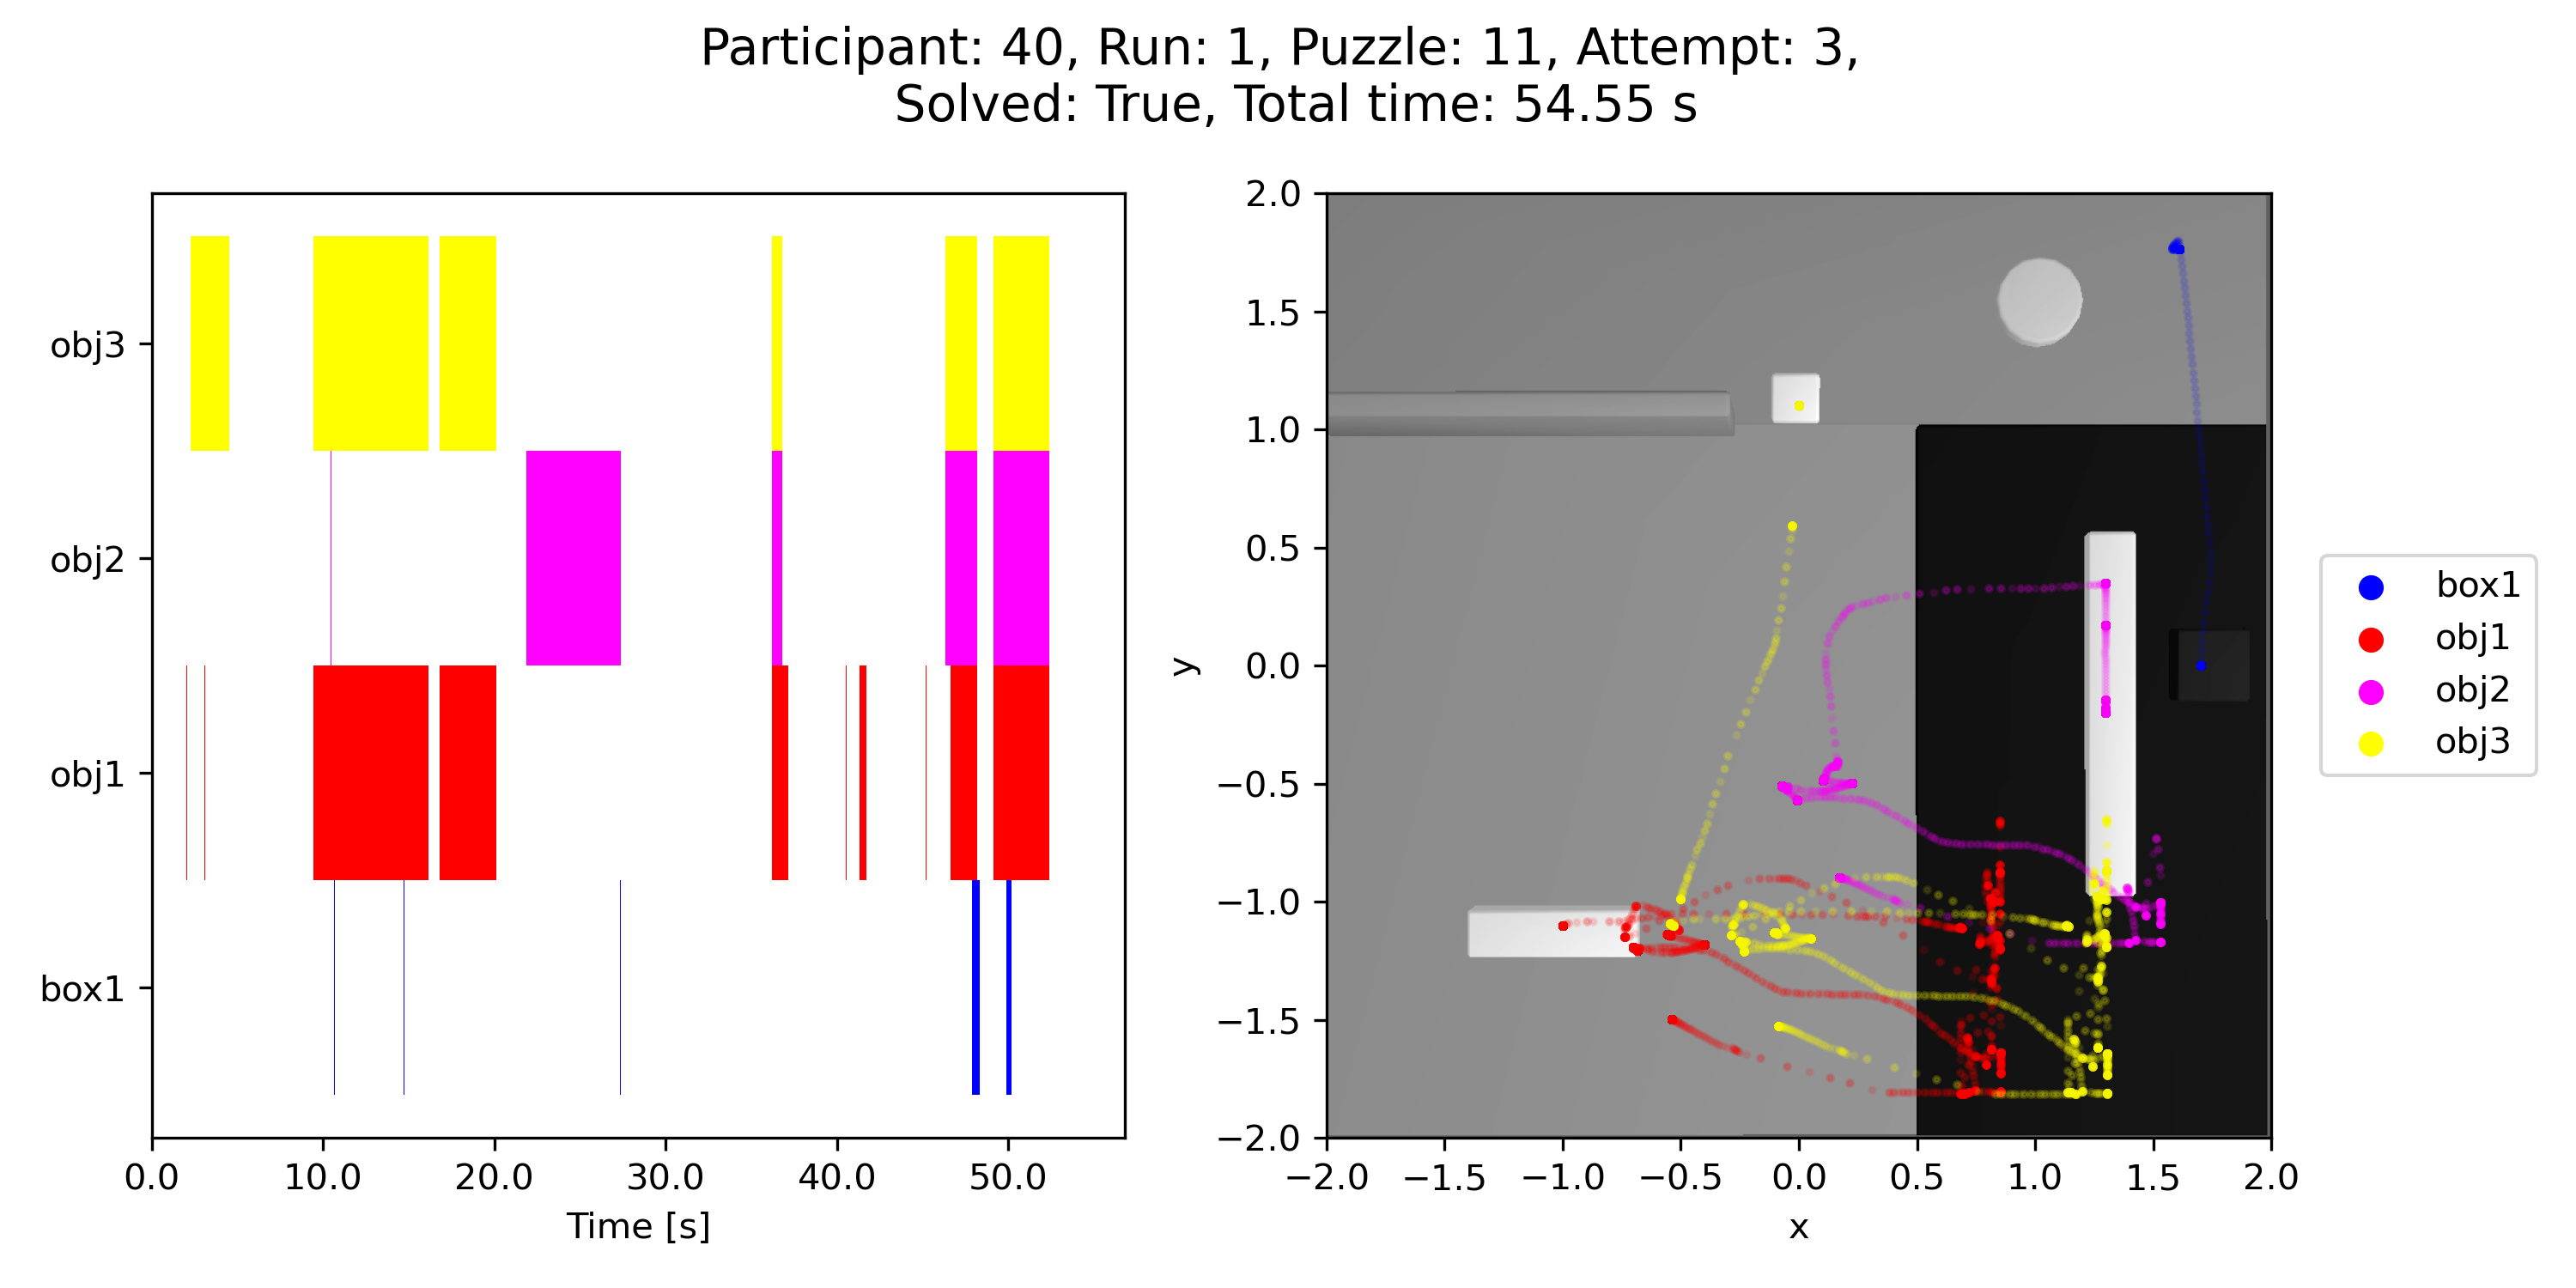 Participant: 40, Run: 1, Puzzle: 11, Attempt: 3,
Solved: True, Total time: 54.55 s
obj3
obj2
obj1
box1
0.0 10.0 20.0 30.0 40.0 50.0
Time [s]
2.0
1.5
1.0
0.5
0.0
−0.5
−1.0
−1.5
−2.0
y
−2.0 −1.5 −1.0 −0.5 0.0 0.5 1.0 1.5 2.0
x
box1
obj1
obj2
obj3